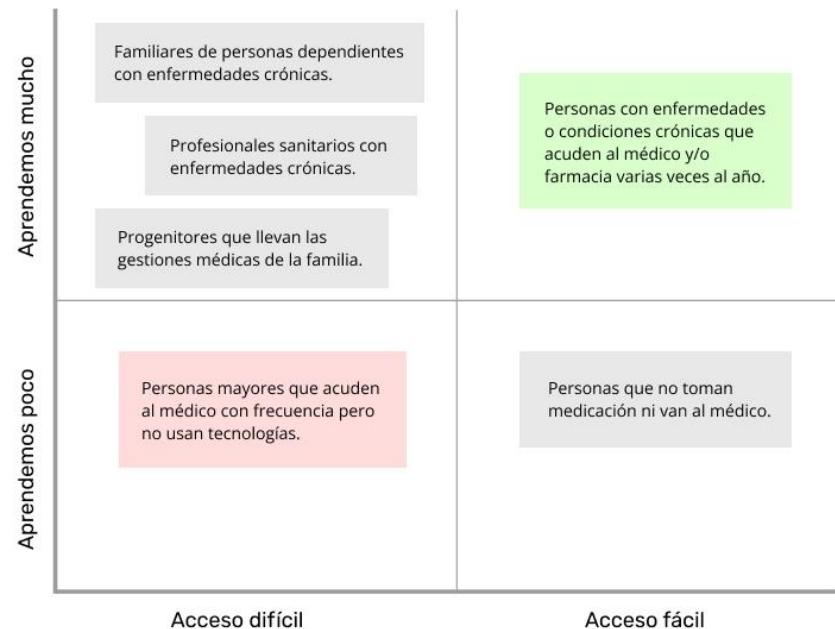 Aprendemos mucho
Familiares de personas dependientes
con enfermedades crónicas.
Profesionales sanitarios con
enfermedades crónicas.
Progenitores que llevan las
gestiones médicas de la familia.
Personas con enfermedades
o condiciones crónicas que
acuden al médico y/o
farmacia varias veces al año.
Aprendemos poco
Personas mayores que acuden
al médico con frecuencia pero
no usan tecnologías.
Personas que no toman
medicación ni van al médico.
Acceso difícil
Acceso fácil